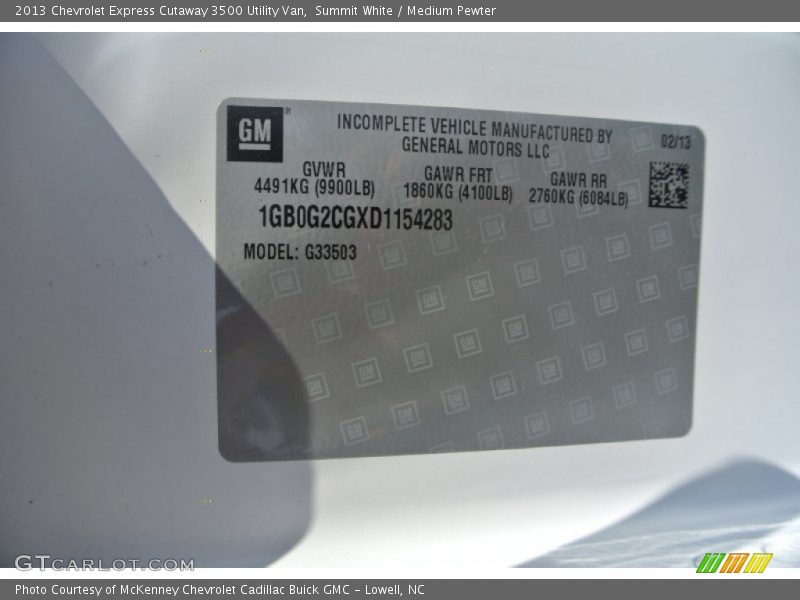 2013 Chevrolet Express Cutaway 3500 Utility Van,  Summit White / Medium Pewter
GM
INCOMPLETE VEHICLE MANUFACTURED BY
GENERAL MOTORS LLC
02/13
GVWR
4491KG (9900LB)
GAWR FRT
1860KG (4100LB)
GAWR RR
2760KG (6084LB)
1GB0G2CGXD1154283
MODEL: G33503
GTCARLOT.COM
Photo Courtesy of McKenney Chevrolet Cadillac Buick GMC – Lowell, NC